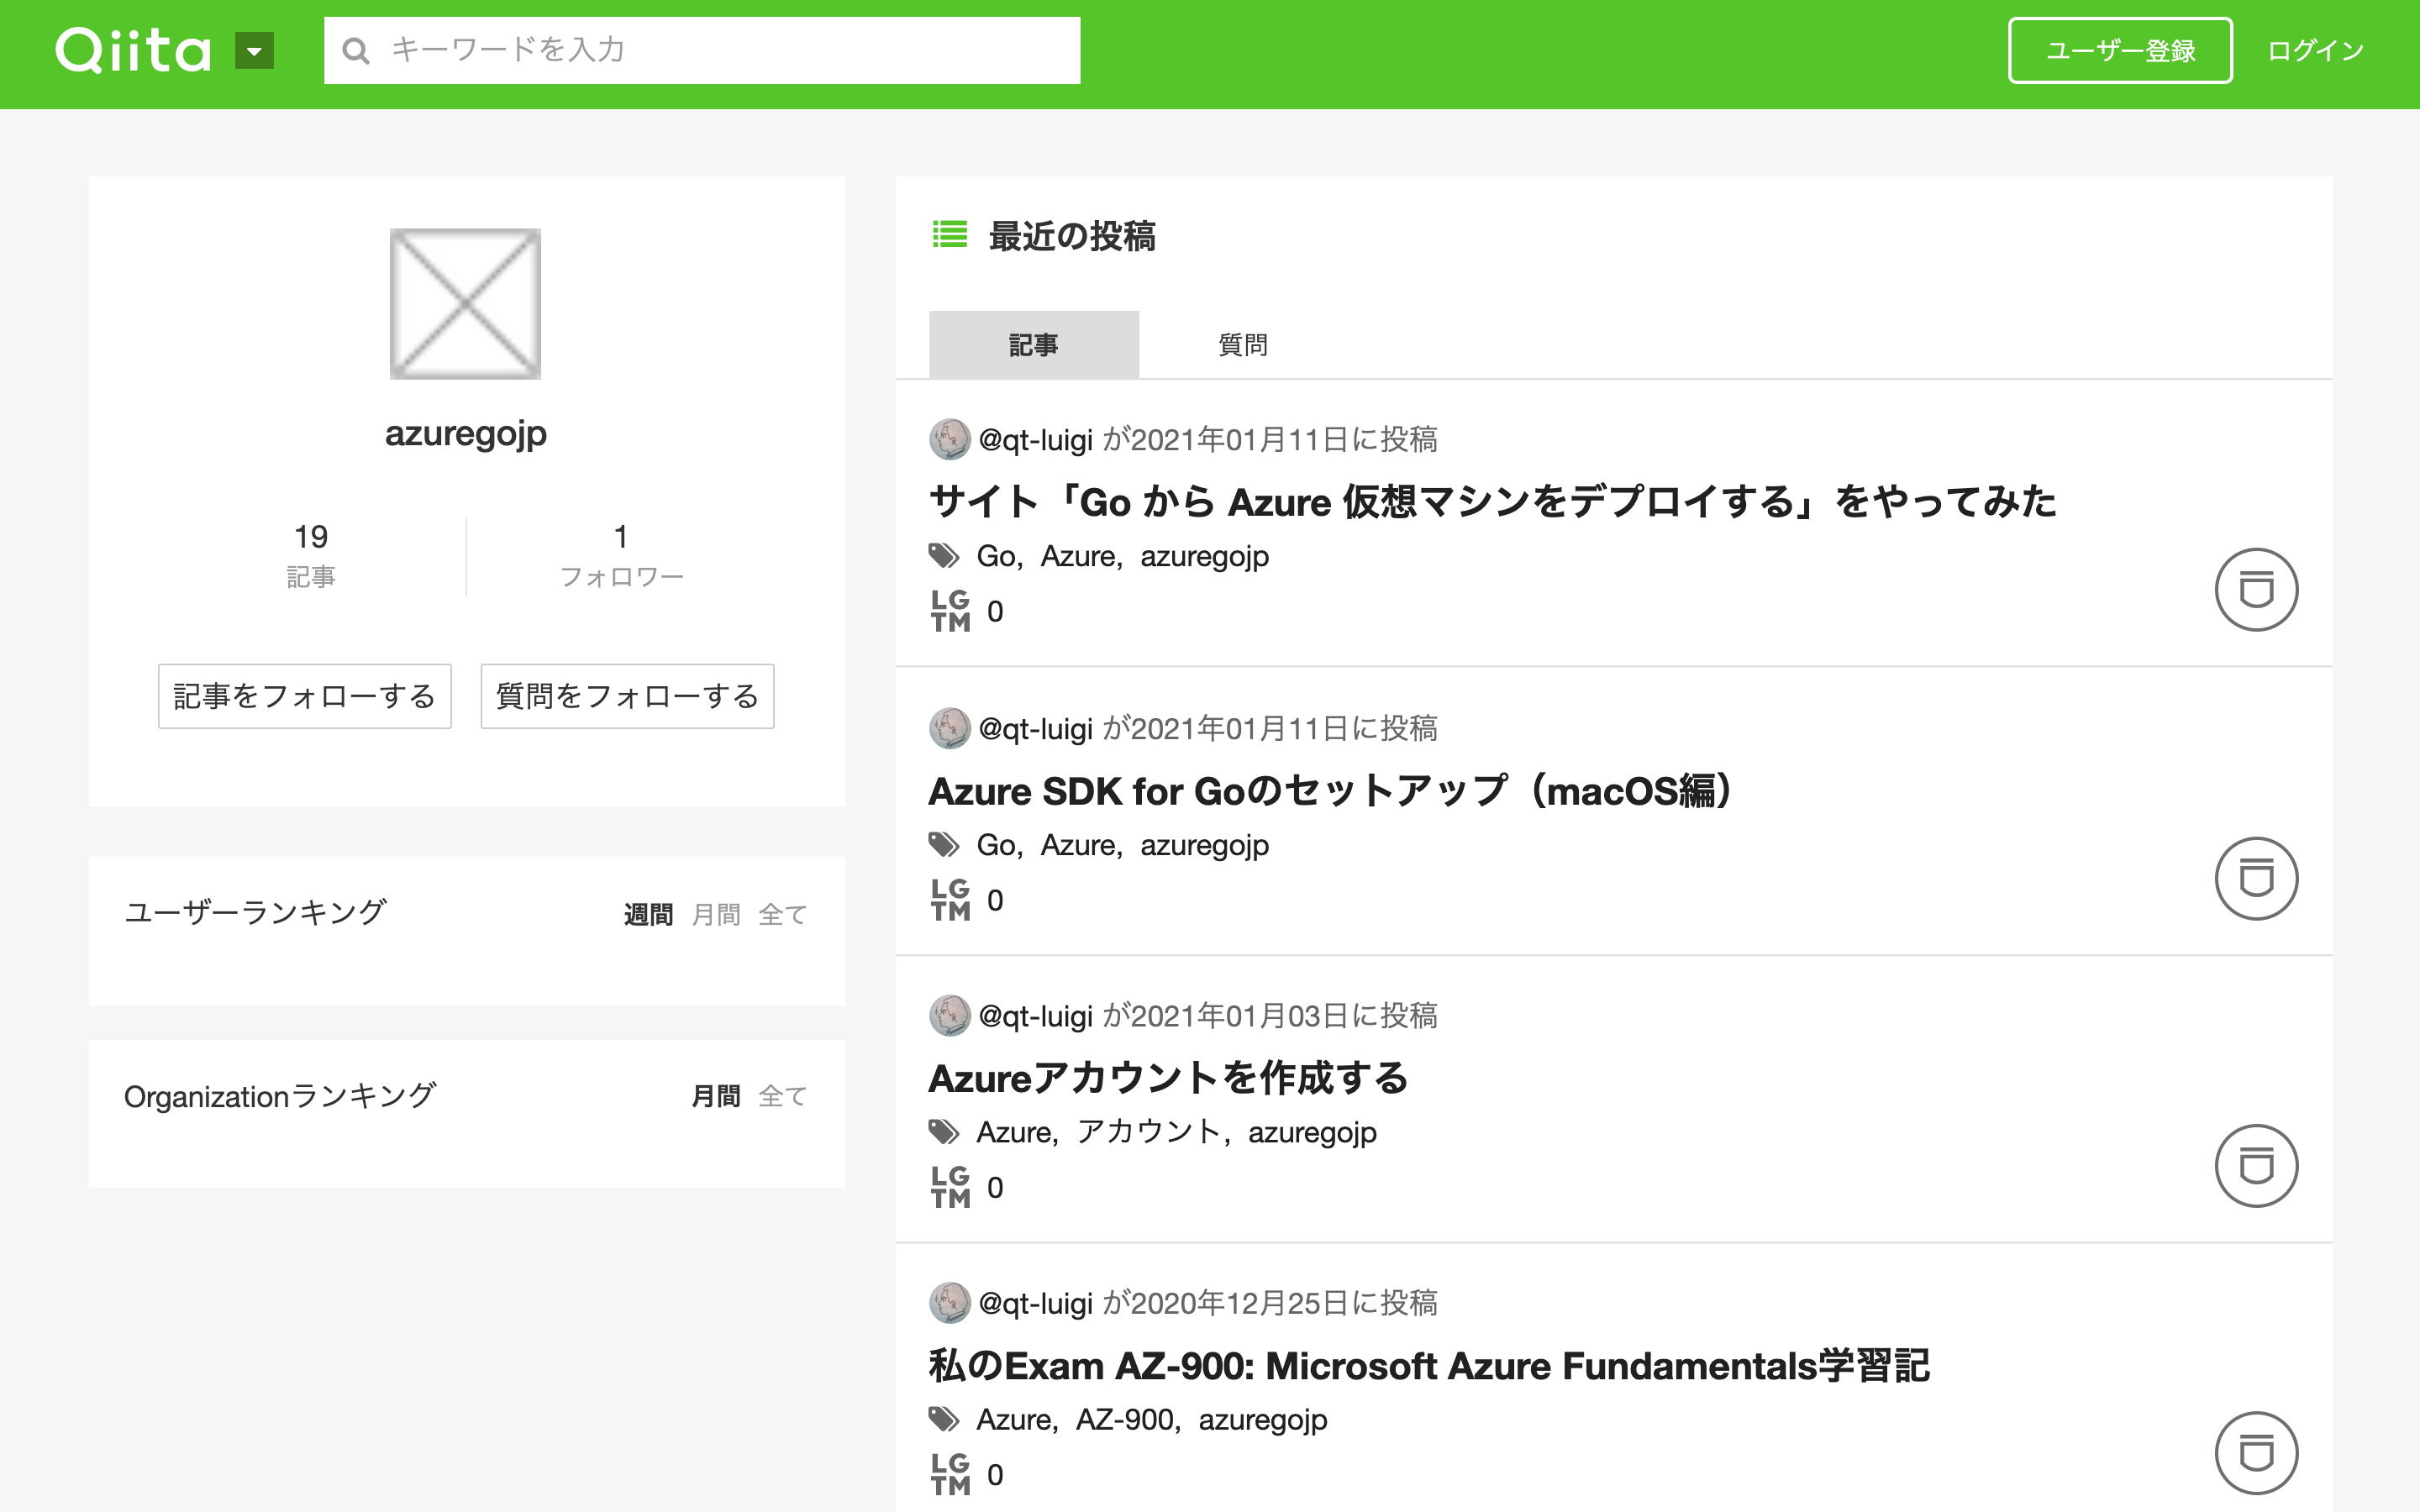 Qiita
キーワードを入力
ユーザー登録
ログイン
azuregojp
19
記事
1
フォロワー
記事をフォローする
質問をフォローする
ユーザーランキング
週間 月間 全て
Organizationランキング
月間 全て
最近の投稿
記事
質問
@qt-luigi が2021年01月11日に投稿
サイト「Go から Azure 仮想マシンをデプロイする」をやってみた
Go, Azure, azuregojp
LGTM 0
@qt-luigi が2021年01月11日に投稿
Azure SDK for Goのセットアップ（macOS編）
Go, Azure, azuregojp
LGTM 0
@qt-luigi が2021年01月03日に投稿
Azureアカウントを作成する
Azure, アカウント, azuregojp
LGTM 0
@qt-luigi が2020年12月25日に投稿
私のExam AZ-900: Microsoft Azure Fundamentals学習記
Azure, AZ-900, azuregojp
LGTM 0